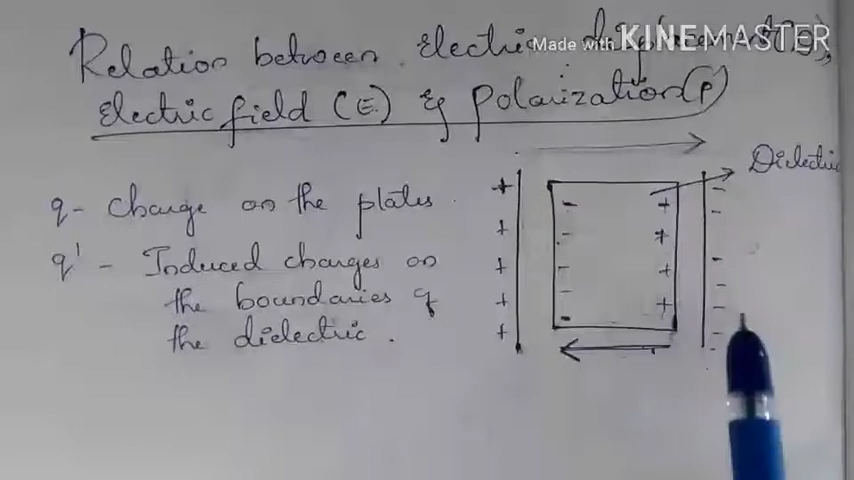 Relation between electric displacement(D),
Electric field (E) & Polarization(P)
Made with KINEMASTER
Dielectric
q - Charge on the plates.
q' - Induced charges on
the boundaries of
the dielectric.
+ + + + +
- - - - -
+ + + +
- - - - - -